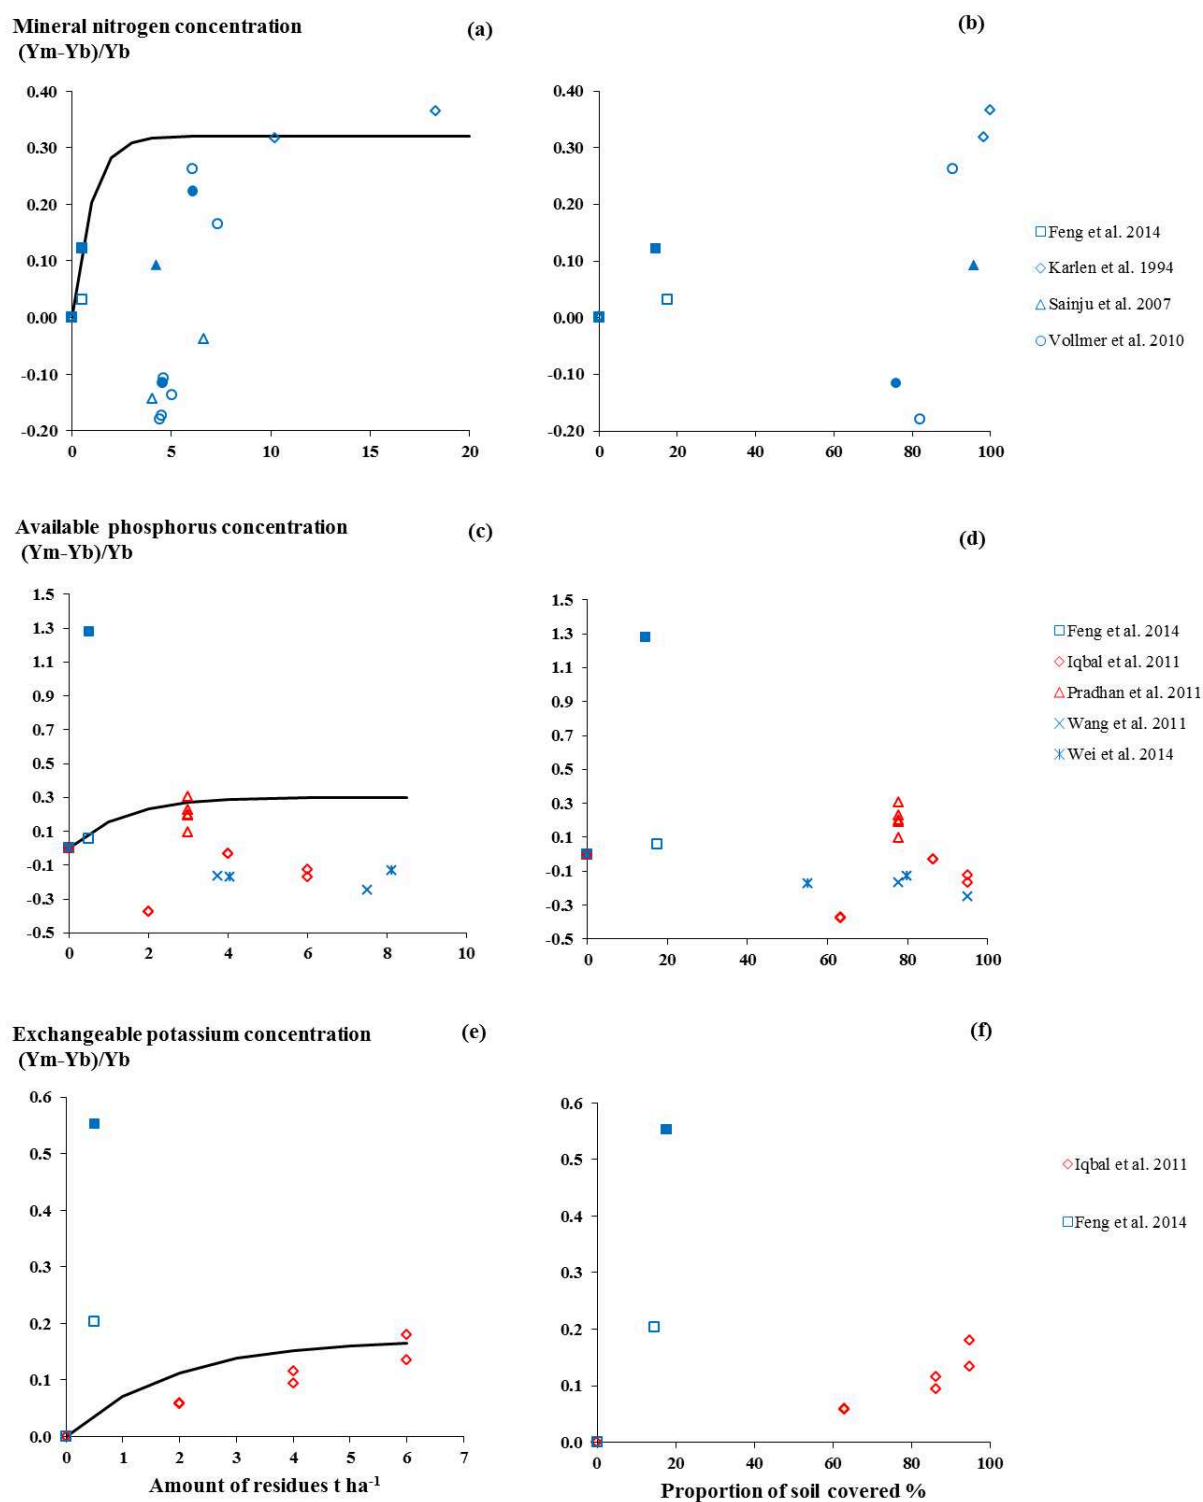 Mineral nitrogen concentration
(Ym-Yb)/Yb
(a)
(b)
0.40
0.30
0.20
0.10
0.00
-0.10
-0.20
0 5 10 15 20
0.40
0.30
0.20
0.10
0.00
-0.10
-0.20
0 20 40 60 80 100
Feng et al. 2014
Karlen et al. 1994
Sainju et al. 2007
Vollmer et al. 2010
Available phosphorus concentration
(Ym-Yb)/Yb
(c)
(d)
1.5
1.3
1.1
0.9
0.7
0.5
0.3
0.1
-0.1
-0.3
-0.5
0 2 4 6 8 10
1.5
1.3
1.1
0.9
0.7
0.5
0.3
0.1
-0.1
-0.3
-0.5
0 20 40 60 80 100
Feng et al. 2014
Iqbal et al. 2011
Pradhan et al. 2011
Wang et al. 2011
Wei et al. 2014
Exchangeable potassium concentration
(Ym-Yb)/Yb
(e)
(f)
0.6
0.5
0.4
0.3
0.2
0.1
0.0
0 1 2 3 4 5 6 7
Amount of residues t ha⁻¹
0.6
0.5
0.4
0.3
0.2
0.1
0.0
0 20 40 60 80 100
Proportion of soil covered %
Iqbal et al. 2011
Feng et al. 2014